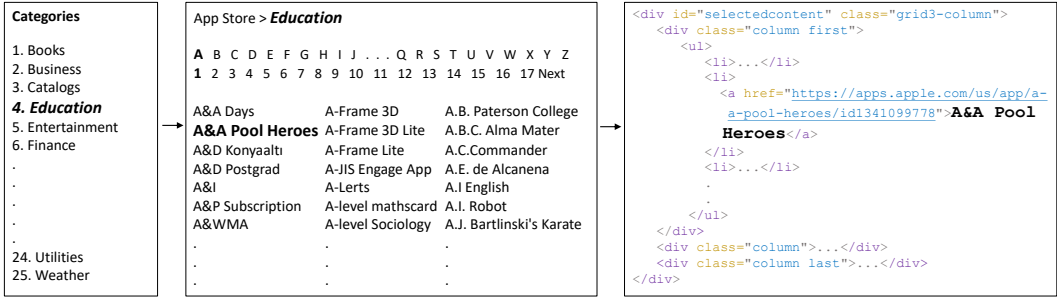 Categories
1. Books
2. Business
3. Catalogs
4. Education
5. Entertainment
6. Finance
.
.
.
.
.
24. Utilities
25. Weather
App Store > Education
A B C D E F G H I J . . . Q R S T U V W X Y Z
1 2 3 4 5 6 7 8 9 10 11 12 13 14 15 16 17 Next
A&A Days A-Frame 3D A.B. Paterson College
A&A Pool Heroes A-Frame 3D Lite A.B.C. Alma Mater
A&D Konyaaltı A-Frame Lite A.C.Commander
A&D Postgrad A-JIS Engage App A.E. de Alcanena
A&I A-Lerts A.I English
A&P Subscription A-level mathscard A.I. Robot
A&WMA A-level Sociology A.J. Bartlinski's Karate
. . .
. . .
. . .
<div id="selectedcontent" class="grid3-column">
<div class="column first">
<ul>
<li>...</li>
<li>
<a href="https://apps.apple.com/us/app/a-
a-pool-heroes/id1341099778">A&A Pool
Heroes</a>
</li>
<li>...</li>
.
.
</ul>
</div>
<div class="column">...</div>
<div class="column last">...</div>
</div>